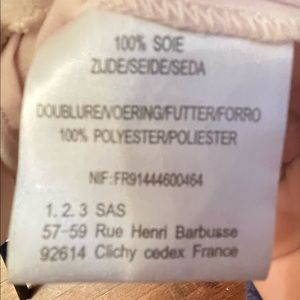 100% SOIE
ZIJDE/SEIDE/SEDA
DOUBLURE/VOERING/FUTTER/FORRO
100% POLYESTER/POLIESTER
NIF:FR91444600464
1. 2. 3 SAS
57-59 Rue Henri Barbusse
92614 Clichy cedex France